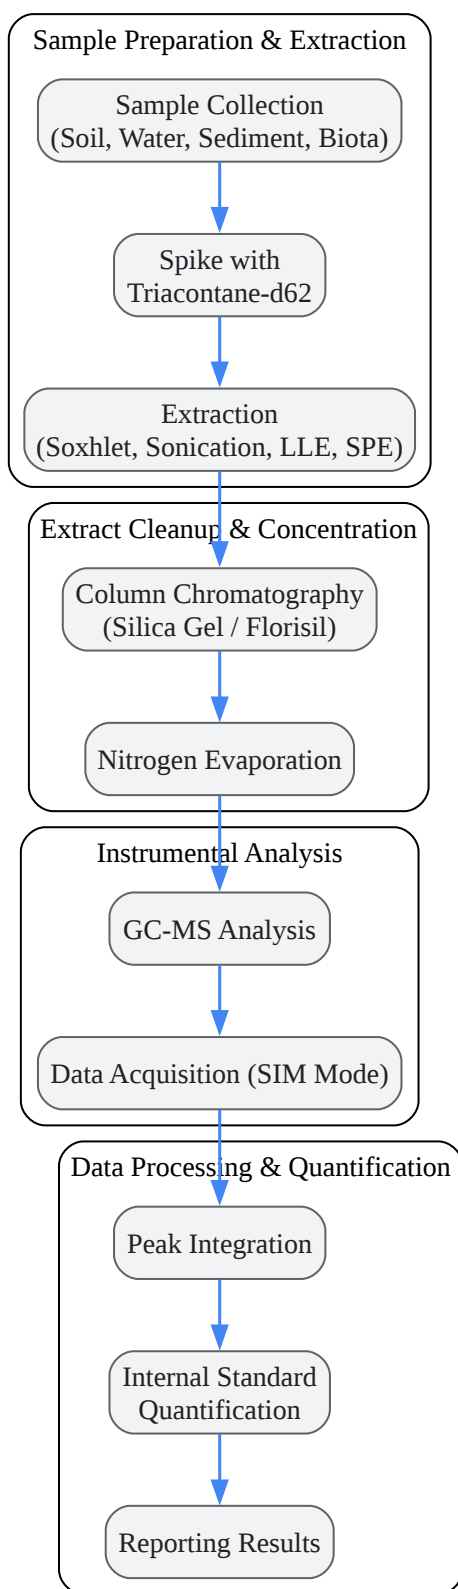 Sample Preparation & Extraction
Sample Collection
(Soil, Water, Sediment, Biota)
Spike with
Triacontane-d62
Extraction
(Soxhlet, Sonication, LLE, SPE)
Extract Cleanup & Concentration
Column Chromatography
(Silica Gel / Florisil)
Nitrogen Evaporation
Instrumental Analysis
GC-MS Analysis
Data Acquisition (SIM Mode)
Data Processing & Quantification
Peak Integration
Internal Standard
Quantification
Reporting Results